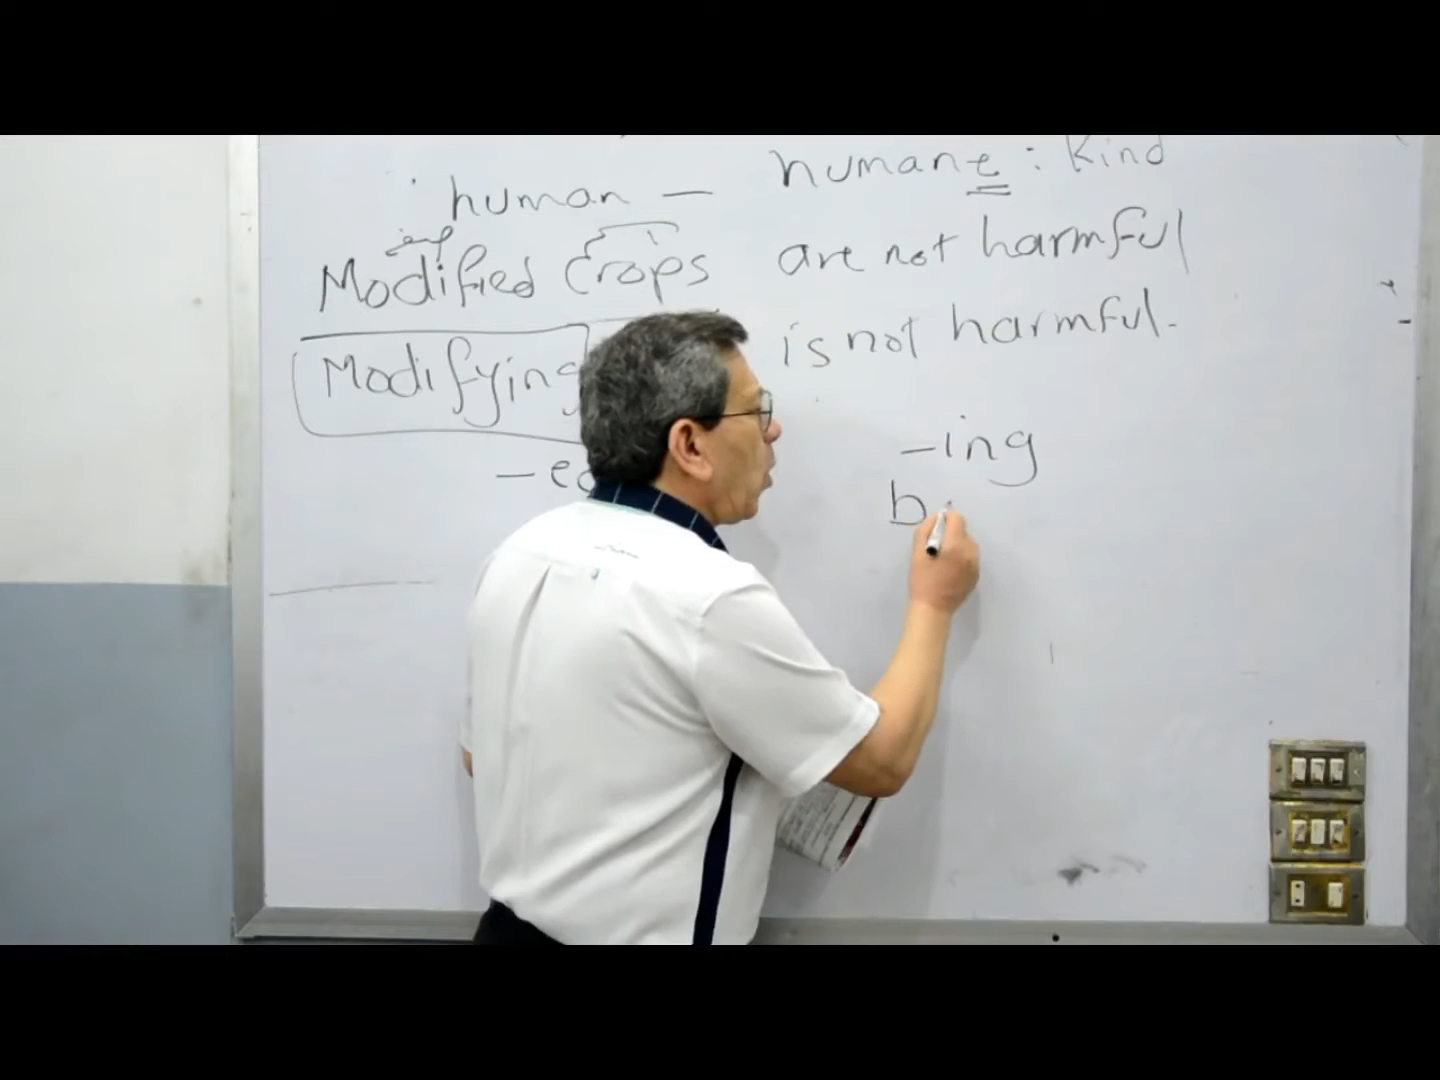 human — humane : Kind
Modified Crops are not harmful
Modifying is not harmful.
-ing
b